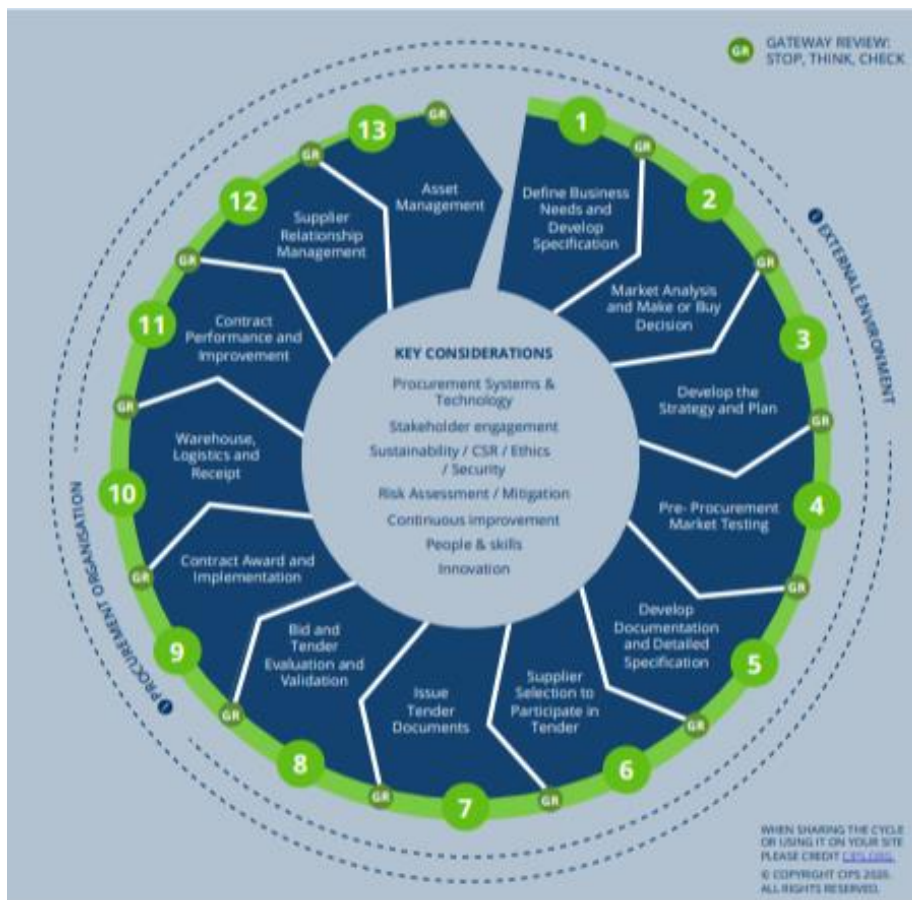 GR
GATEWAY REVIEW:
STOP, THINK, CHECK
1
Define Business
Needs and
Develop
Specification
GR
2
Market Analysis
and Make or Buy
Decision
GR
3
Develop the
Strategy and Plan
GR
4
Pre- Procurement
Market Testing
GR
5
Develop
Documentation
and Detailed
Specification
GR
6
Supplier
Selection to
Participate in
Tender
GR
7
Issue
Tender
Documents
GR
8
Bid and
Tender
Evaluation and
Validation
GR
9
Contract Award and
Implementation
GR
10
Warehouse,
Logistics and
Receipt
GR
11
Contract
Performance and
Improvement
GR
12
Supplier
Relationship
Management
GR
13
Asset
Management
GR
KEY CONSIDERATIONS
Procurement Systems &
Technology
Stakeholder engagement
Sustainability / CSR / Ethics
/ Security
Risk Assessment / Mitigation
Continuous improvement
People & skills
Innovation
EXTERNAL ENVIRONMENT
PROCUREMENT ORGANISATION
WHEN SHARING THE CYCLE
OR USING IT ON YOUR SITE
PLEASE CREDIT CIPS.ORG.
© COPYRIGHT CIPS 2020.
ALL RIGHTS RESERVED.